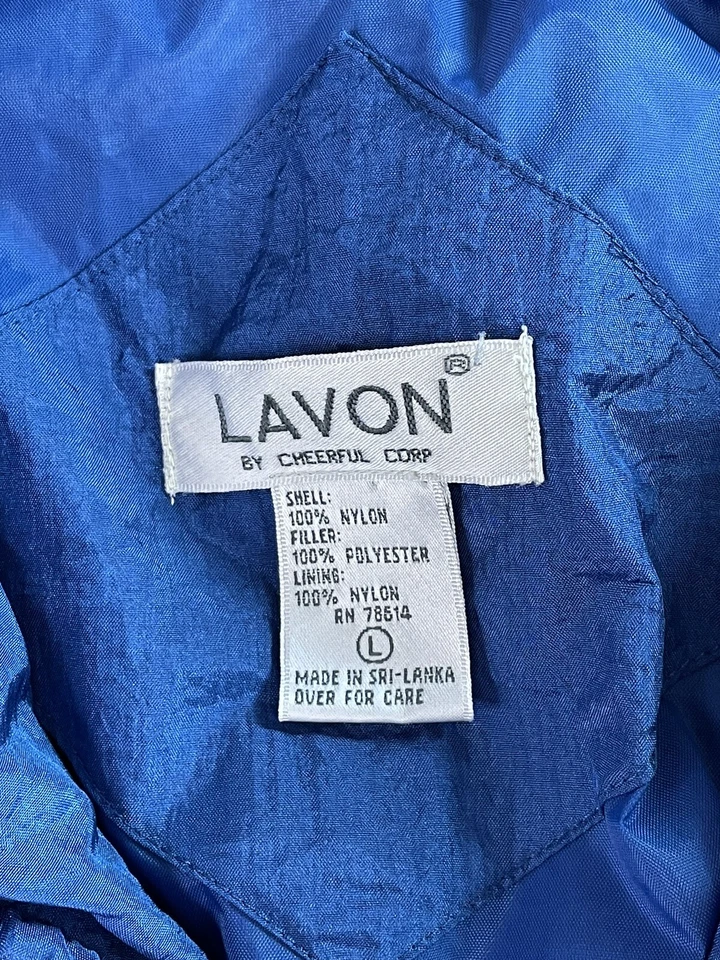 LAVON®
BY CHEERFUL CORP
SHELL:
100% NYLON
FILLER:
100% POLYESTER
LINING:
100% NYLON
RN 78614
L
MADE IN SRI-LANKA
OVER FOR CARE